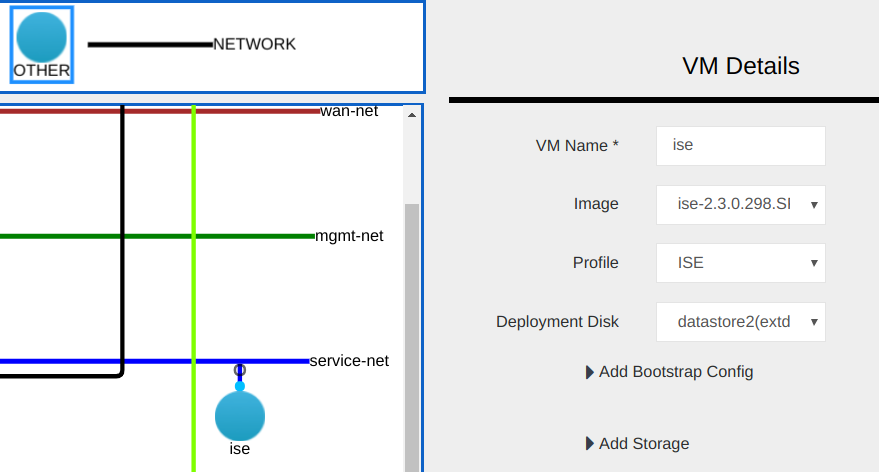 OTHER
NETWORK
wan-net
mgmt-net
service-net
ise
VM Details
VM Name *
ise
Image
ise-2.3.0.298.SI
Profile
ISE
Deployment Disk
datastore2(extd
Add Bootstrap Config
Add Storage